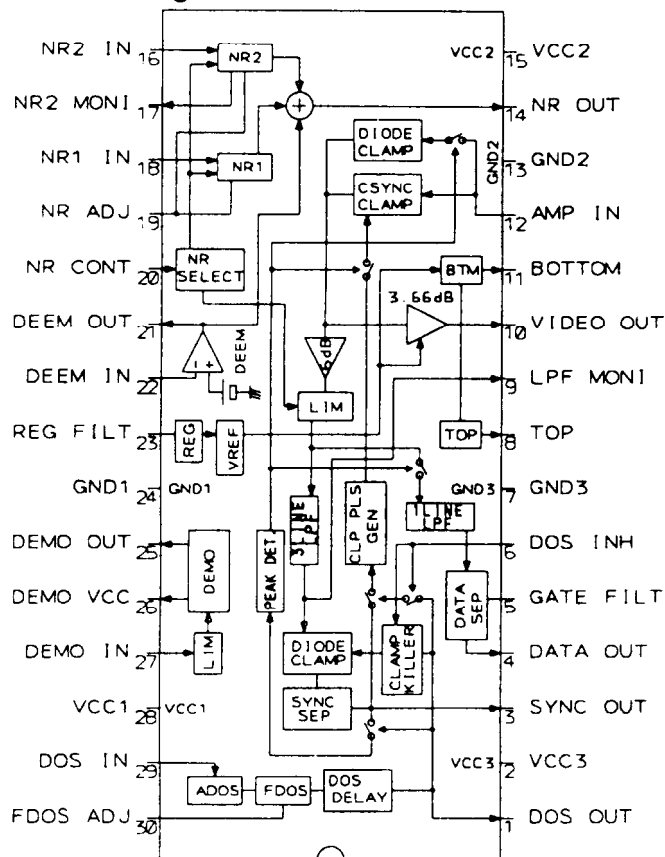 NR2 IN 16
NR2 MONI 17
NR1 IN 18
NR ADJ 19
NR CONT 20
DEEM OUT 21
DEEM IN 22
REG FILT 23
GND1 24 GND1
DEMO OUT 25
DEMO VCC 26
DEMO IN 27
VCC1 28 VCC1
DOS IN 29
FDOS ADJ 30
NR2
+
NR1
NR SELECT
- +
DEEM
REG
VREF
DEMO
LIM
ADOS
FDOS
DOS DELAY
DIODE CLAMP
CSYNC CLAMP
3.66dB
6dB
LIM
BTM
TOP
3LINE LPF
PEAK DET.
CLP PLS GEN
1LINE LPF
DATA SEP
CLAMP KILLER
DIODE CLAMP
SYNC SEP
VCC2 15 VCC2
14 NR OUT
GND2 13 GND2
12 AMP IN
11 BOTTOM
10 VIDEO OUT
9 LPF MONI
8 TOP
GND3 7 GND3
6 DOS INH
5 GATE FILT
4 DATA OUT
3 SYNC OUT
VCC3 2 VCC3
1 DOS OUT